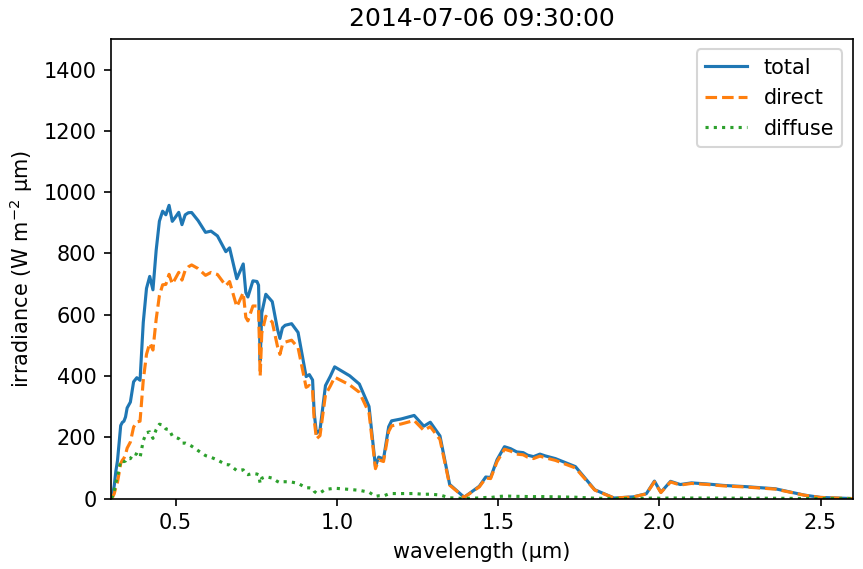 2014-07-06 09:30:00
total
direct
diffuse
irradiance (W m⁻² µm)
1400
1200
1000
800
600
400
200
0
0.5 1.0 1.5 2.0 2.5
wavelength (µm)